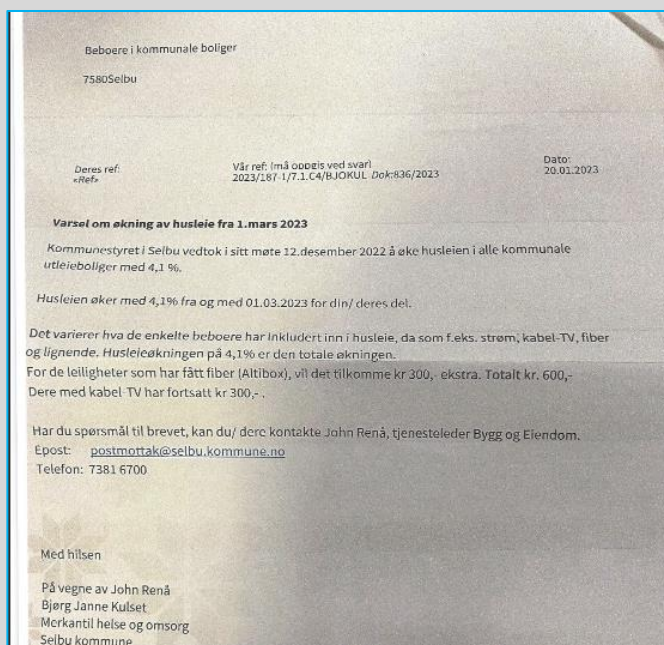 Beboere i kommunale boliger
7580Selbu
Deres ref:
«Ref»
Vår ref: (må oppgis ved svar)
2023/187-1/7.1.C4/BJOKUL Dok:836/2023
Dato:
20.01.2023
Varsel om økning av husleie fra 1.mars 2023
Kommunestyret i Selbu vedtok i sitt møte 12.desember 2022 å øke husleien i alle kommunale
utleieboliger med 4,1 %.
Husleien øker med 4,1% fra og med 01.03.2023 for din/ deres del.
Det varierer hva de enkelte beboere har inkludert inn i husleie, da som f.eks. strøm, kabel-TV, fiber
og lignende. Husleieøkningen på 4,1% er den totale økningen.
For de leiligheter som har fått fiber (Altibox), vil det tilkomme kr 300,- ekstra. Totalt kr. 600,-
Dere med kabel-TV har fortsatt kr 300,- .
Har du spørsmål til brevet, kan du/ dere kontakte John Renå, tjenesteleder Bygg og Eiendom.
Epost: postmottak@selbu.kommune.no
Telefon: 7381 6700
Med hilsen
På vegne av John Renå
Bjørg Janne Kulset
Merkantil helse og omsorg
Selbu kommune